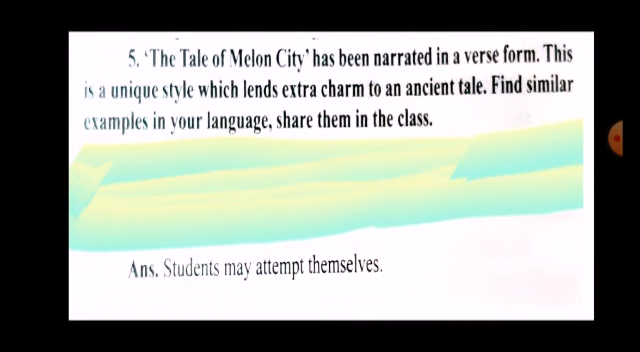 5. 'The Tale of Melon City' has been narrated in a verse form. This
is a unique style which lends extra charm to an ancient tale. Find similar
examples in your language, share them in the class.
Ans. Students may attempt themselves.